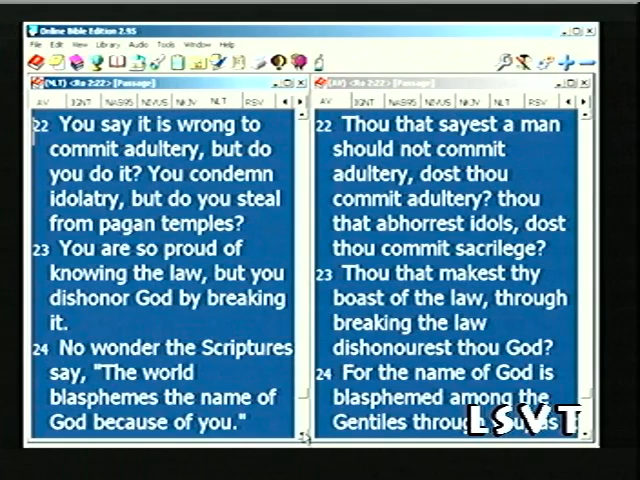 Online Bible Edition 2.95
File Edit View Library Audio Tools Window Help
(NLT) <Ro 2:22> [Passage]
AV IGNT NAS95 NIVUS NKJV NLT RSV
22 You say it is wrong to
commit adultery, but do
you do it? You condemn
idolatry, but do you steal
from pagan temples?
23 You are so proud of
knowing the law, but you
dishonor God by breaking
it.
24 No wonder the Scriptures
say, "The world
blasphemes the name of
God because of you."
(AV) <Ro 2:22> [Passage]
AV IGNT NAS95 NIVUS NKJV NLT RSV
22 Thou that sayest a man
should not commit
adultery, dost thou
commit adultery? thou
that abhorrest idols, dost
thou commit sacrilege?
23 Thou that makest thy
boast of the law, through
breaking the law
dishonourest thou God?
24 For the name of God is
blasphemed among the
Gentiles through
LSVT